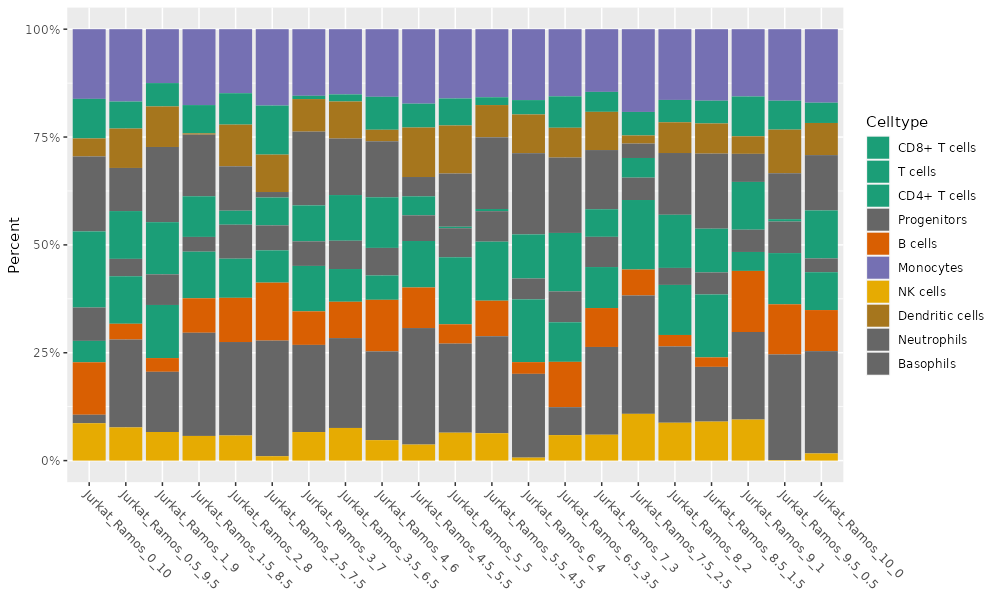 100%
75%
50%
25%
0%
Percent
Jurkat_Ramos_0_10
Jurkat_Ramos_0.5_9.5
Jurkat_Ramos_1_9
Jurkat_Ramos_1.5_8.5
Jurkat_Ramos_2_8
Jurkat_Ramos_2.5_7.5
Jurkat_Ramos_3_7
Jurkat_Ramos_3.5_6.5
Jurkat_Ramos_4_6
Jurkat_Ramos_4.5_5.5
Jurkat_Ramos_5_5
Jurkat_Ramos_5.5_4.5
Jurkat_Ramos_6_4
Jurkat_Ramos_6.5_3.5
Jurkat_Ramos_7_3
Jurkat_Ramos_7.5_2.5
Jurkat_Ramos_8_2
Jurkat_Ramos_8.5_1.5
Jurkat_Ramos_9_1
Jurkat_Ramos_9.5_0.5
Jurkat_Ramos_10_0
Celltype
CD8+ T cells
T cells
CD4+ T cells
Progenitors
B cells
Monocytes
NK cells
Dendritic cells
Neutrophils
Basophils